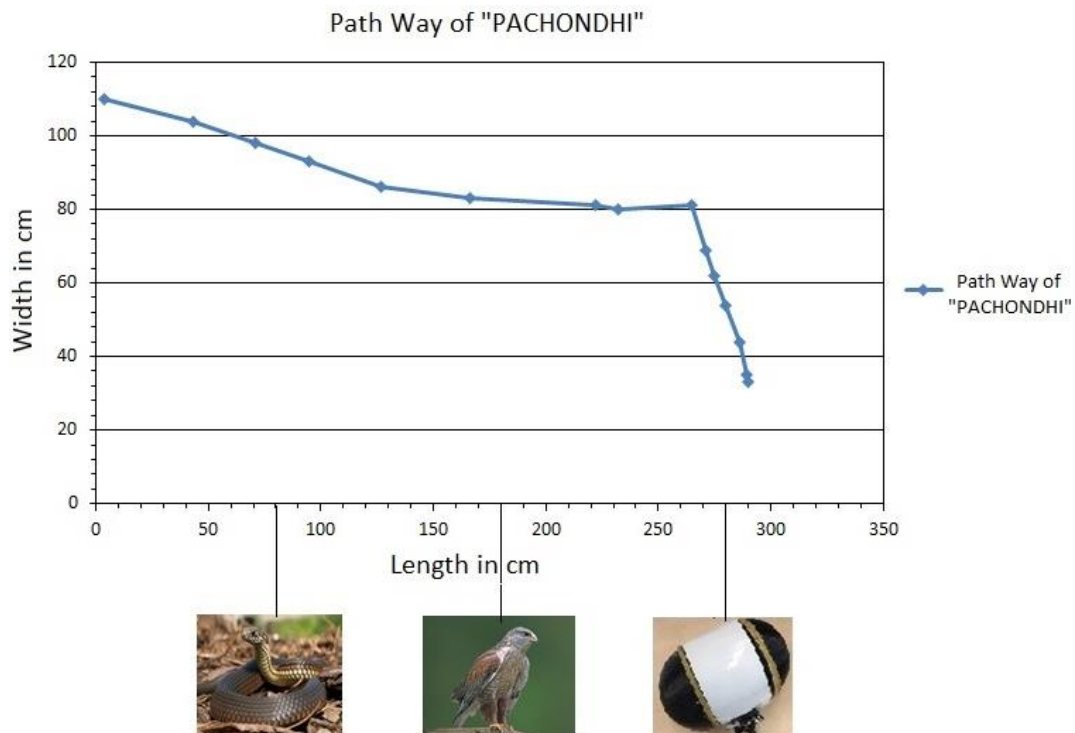 Path Way of "PACHONDHI"
120
100
80
60
40
20
0
Width in cm
0 50 100 150 200 250 300 350
Length in cm
Path Way of
"PACHONDHI"